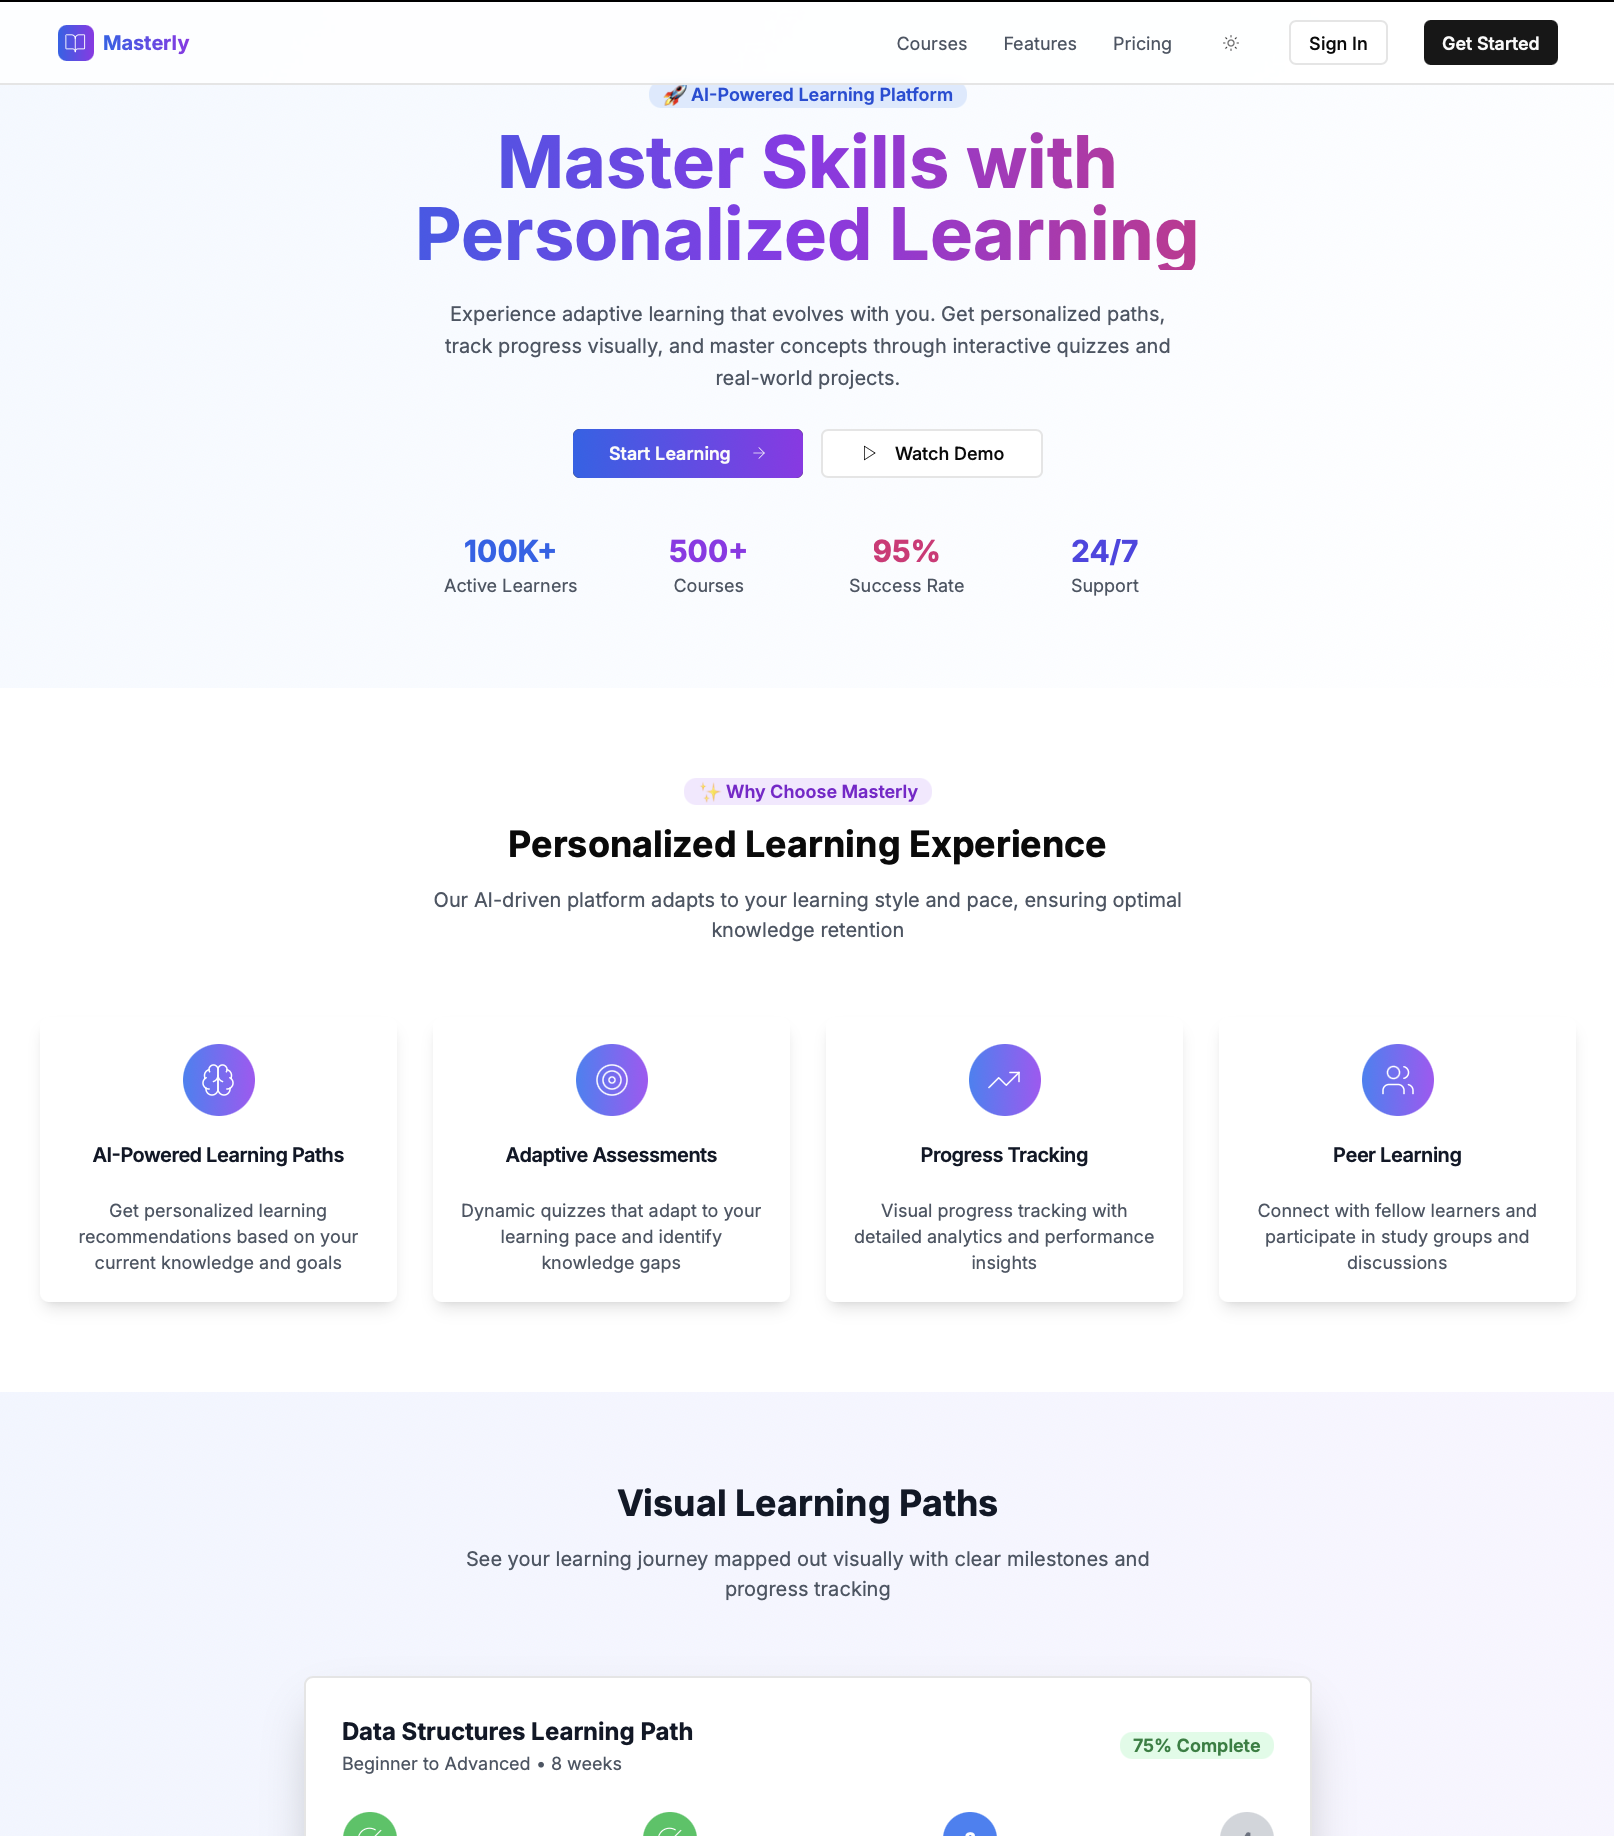 Masterly
Courses
Features
Pricing
Sign In
Get Started
🚀 AI-Powered Learning Platform
Master Skills with
Personalized Learning
Experience adaptive learning that evolves with you. Get personalized paths,
track progress visually, and master concepts through interactive quizzes and
real-world projects.
Start Learning →
Watch Demo
100K+
Active Learners
500+
Courses
95%
Success Rate
24/7
Support
✨ Why Choose Masterly
Personalized Learning Experience
Our AI-driven platform adapts to your learning style and pace, ensuring optimal
knowledge retention
AI-Powered Learning Paths
Get personalized learning
recommendations based on your
current knowledge and goals
Adaptive Assessments
Dynamic quizzes that adapt to your
learning pace and identify
knowledge gaps
Progress Tracking
Visual progress tracking with
detailed analytics and performance
insights
Peer Learning
Connect with fellow learners and
participate in study groups and
discussions
Visual Learning Paths
See your learning journey mapped out visually with clear milestones and
progress tracking
Data Structures Learning Path
Beginner to Advanced • 8 weeks
75% Complete